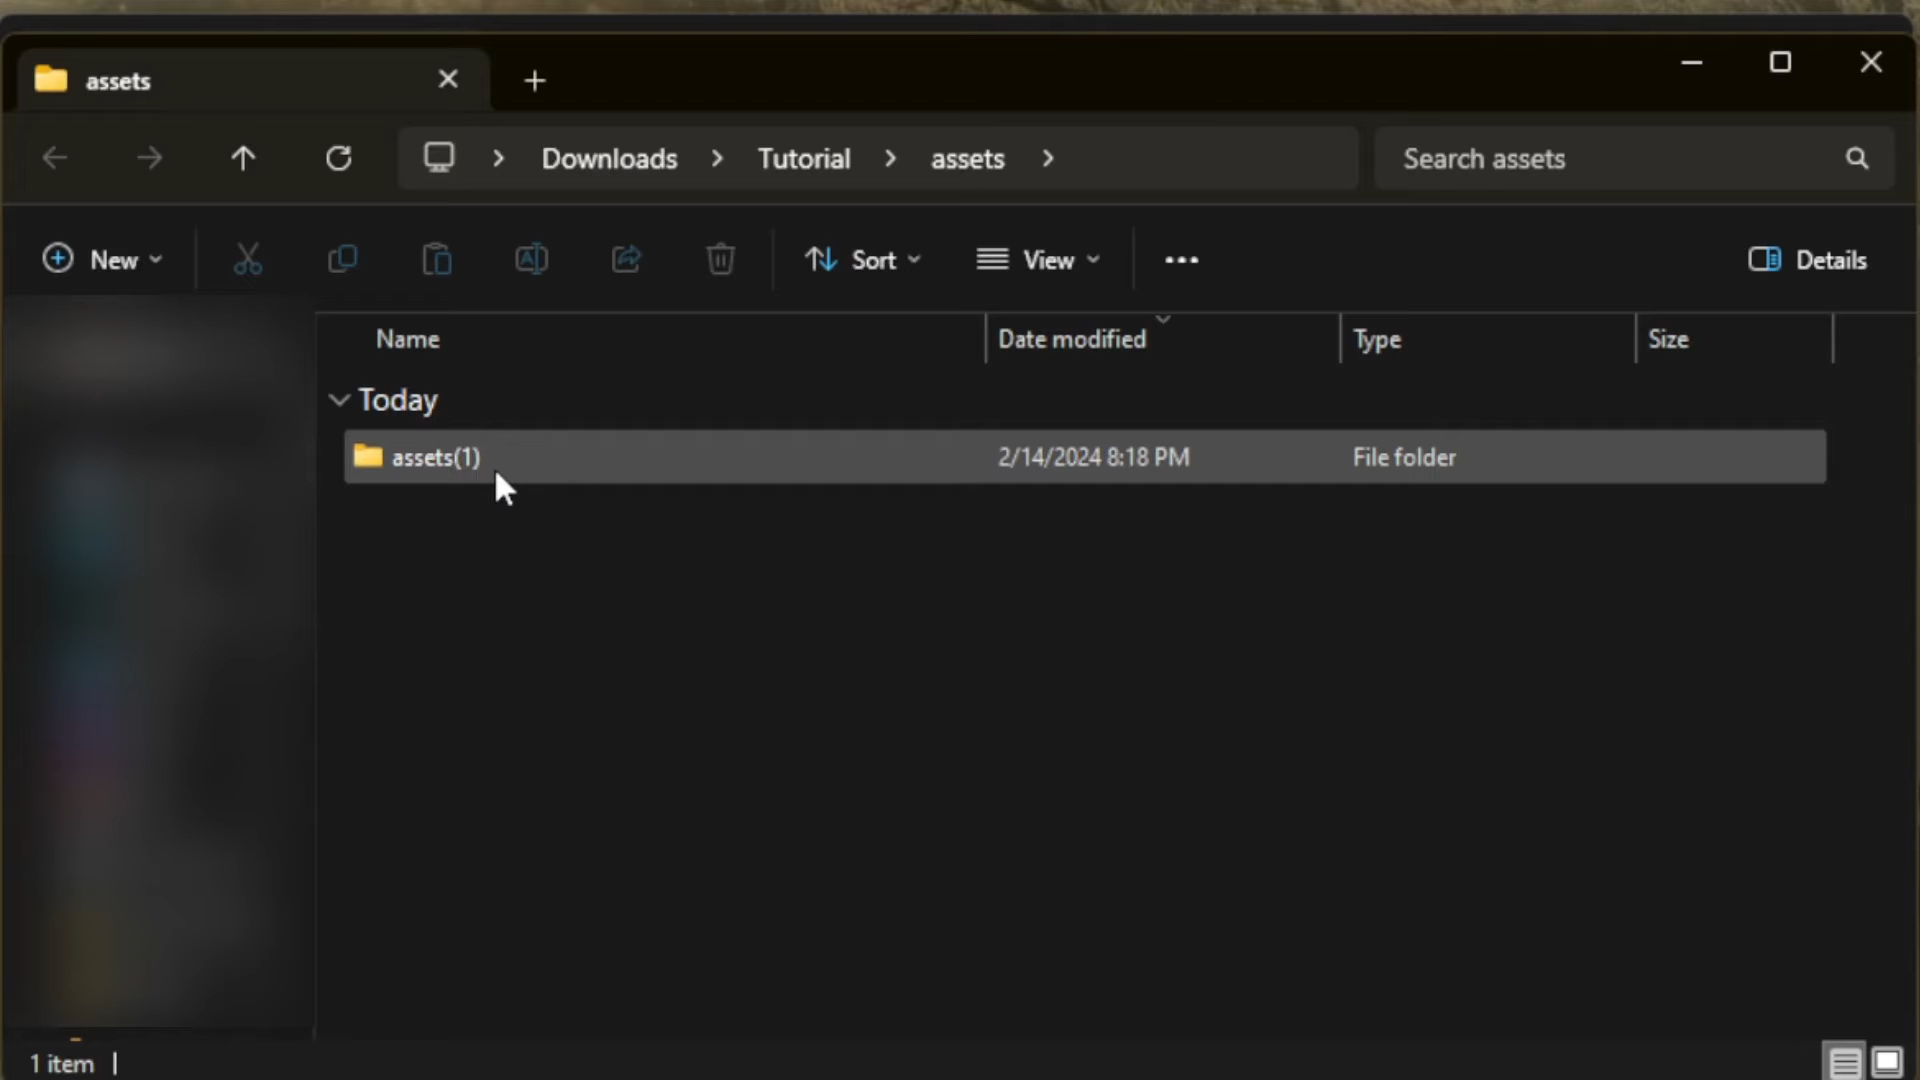 assets
Downloads > Tutorial > assets >
Search assets
New
Sort
View
Details
Name
Date modified
Type
Size
Today
assets(1)
2/14/2024 8:18 PM
File folder
1 item